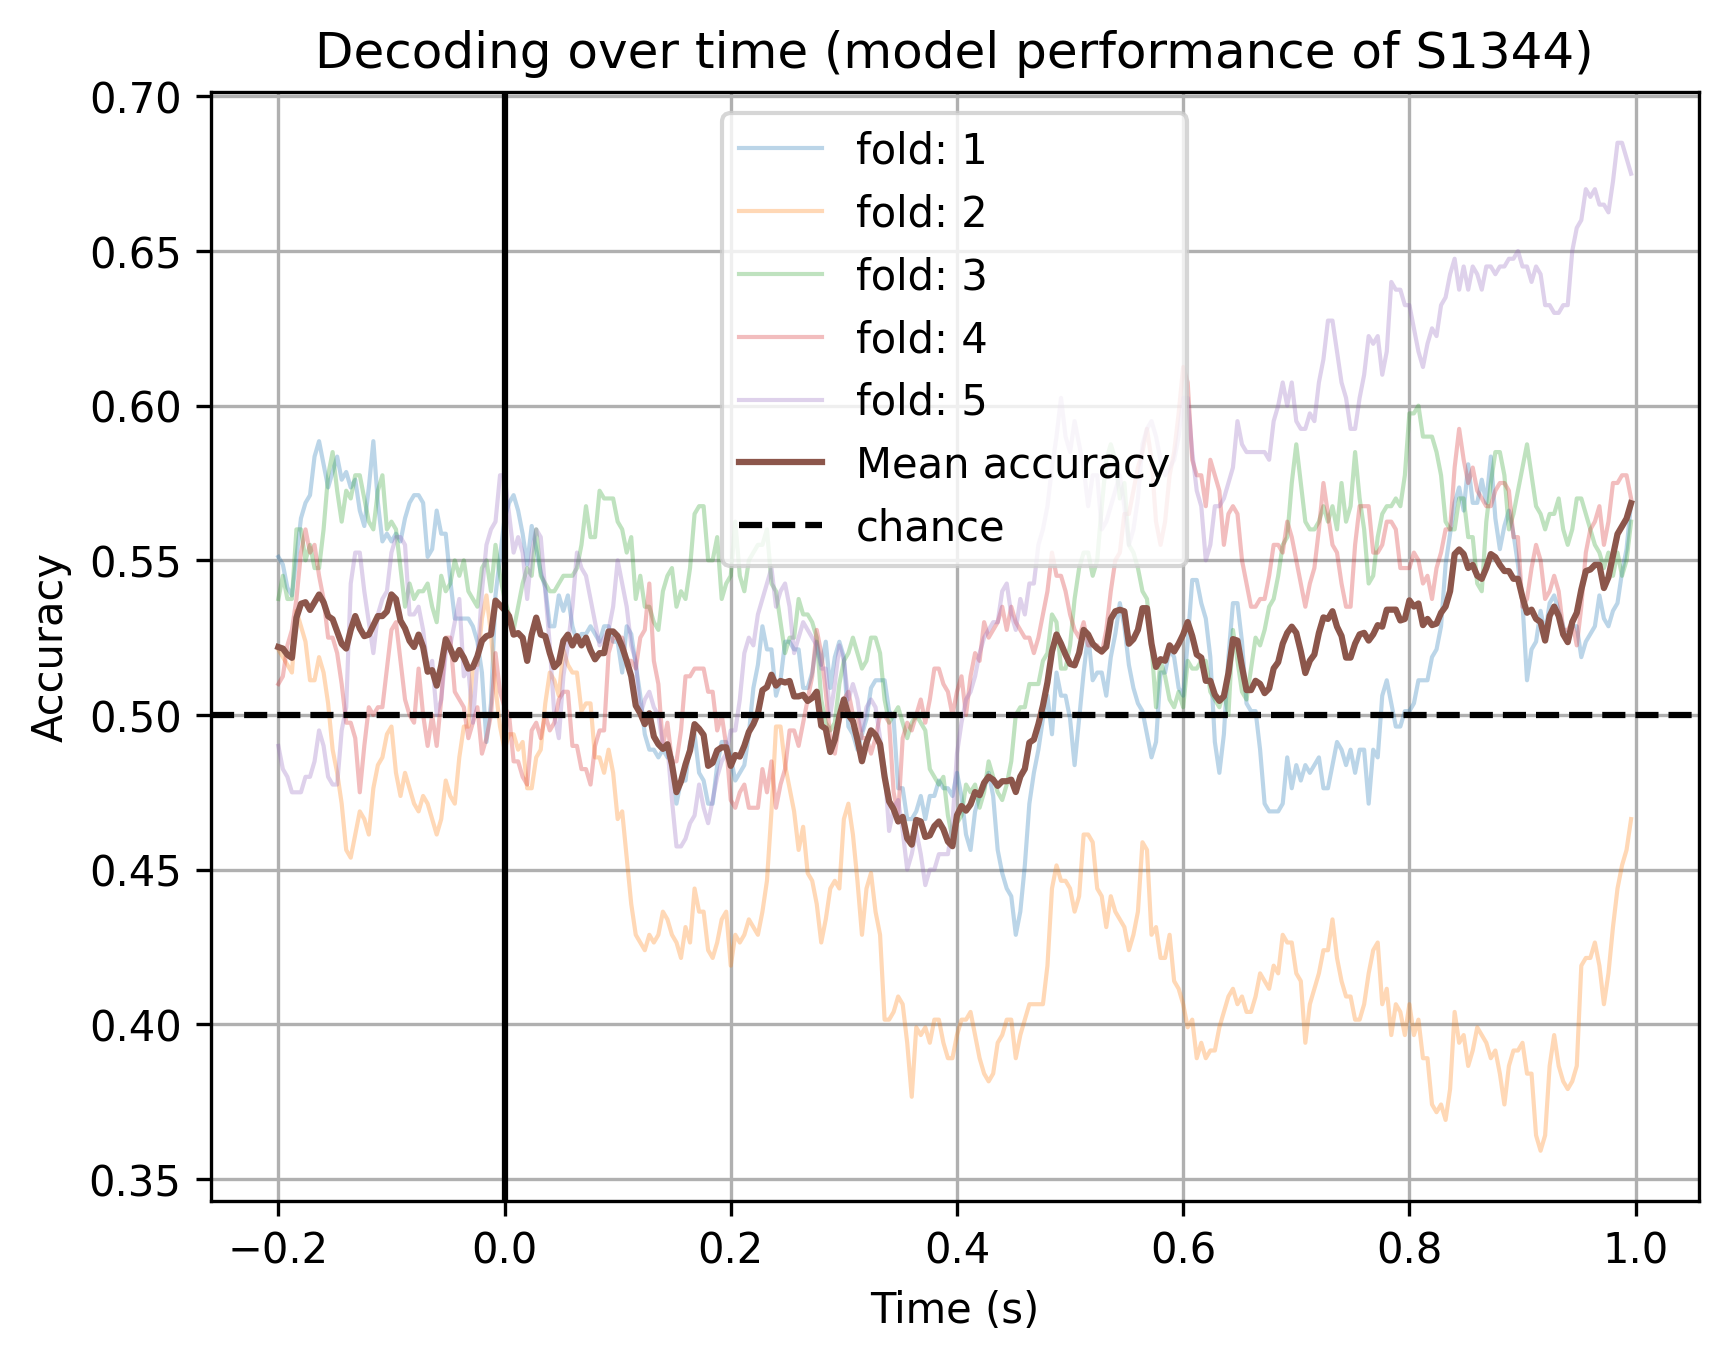 Decoding over time (model performance of S1344)
Accuracy
0.70
0.65
0.60
0.55
0.50
0.45
0.40
0.35
fold: 1
fold: 2
fold: 3
fold: 4
fold: 5
Mean accuracy
chance
−0.2 0.0 0.2 0.4 0.6 0.8 1.0
Time (s)